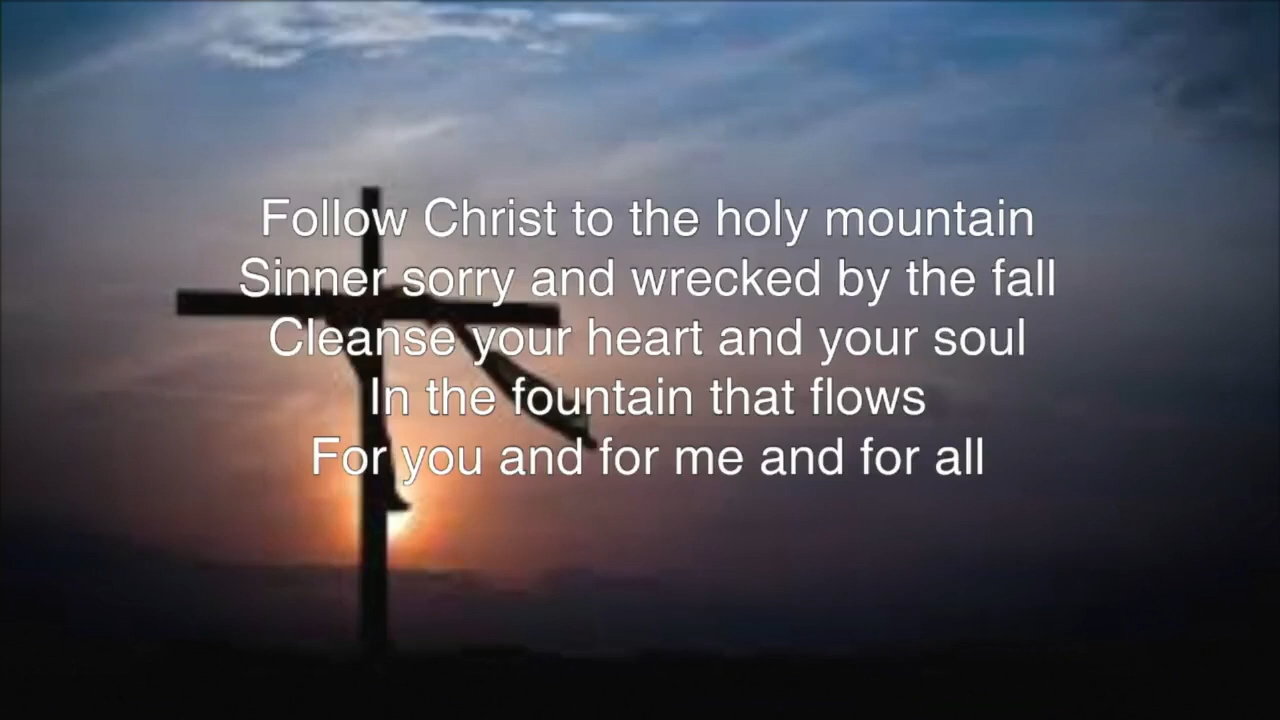 Follow Christ to the holy mountain
Sinner sorry and wrecked by the fall
Cleanse your heart and your soul
In the fountain that flows
For you and for me and for all